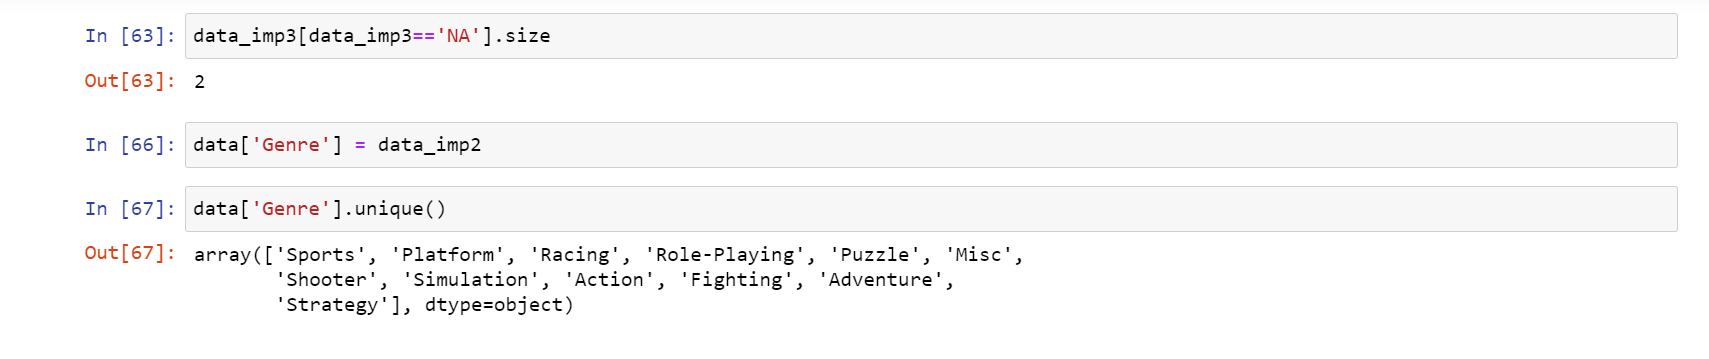 In [63]: data_imp3[data_imp3=='NA'].size
Out[63]: 2
In [66]: data['Genre'] = data_imp2
In [67]: data['Genre'].unique()
Out[67]: array(['Sports', 'Platform', 'Racing', 'Role-Playing', 'Puzzle', 'Misc',
'Shooter', 'Simulation', 'Action', 'Fighting', 'Adventure',
'Strategy'], dtype=object)